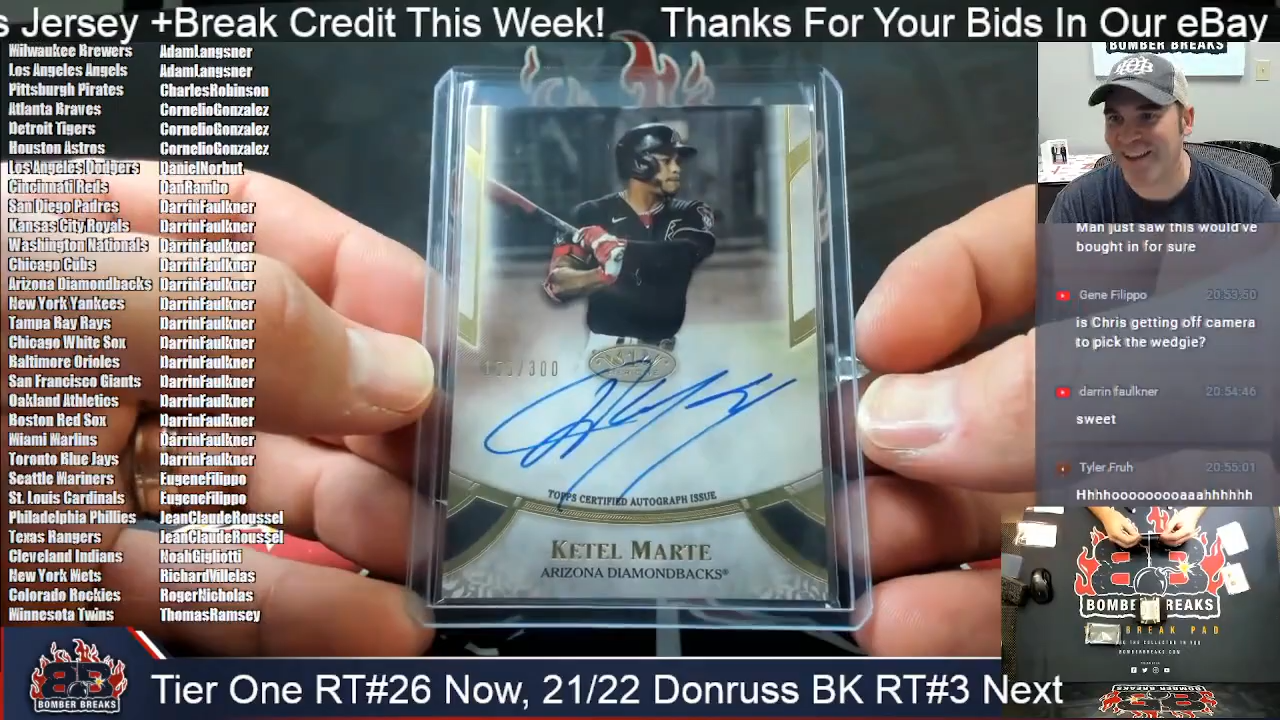 s Jersey +Break Credit This Week! Thanks For Your Bids In Our eBay
Milwaukee Brewers AdamLangsner
Los Angeles Angels AdamLangsner
Pittsburgh Pirates CharlesRobinson
Atlanta Braves CornelioGonzalez
Detroit Tigers CornelioGonzalez
Houston Astros CornelioGonzalez
Los Angeles Dodgers DanielNorbut
Cincinnati Reds DanRambo
San Diego Padres DarrinFaulkner
Kansas City Royals DarrinFaulkner
Washington Nationals DarrinFaulkner
Chicago Cubs DarrinFaulkner
Arizona Diamondbacks DarrinFaulkner
New York Yankees DarrinFaulkner
Tampa Bay Rays DarrinFaulkner
Chicago White Sox DarrinFaulkner
Baltimore Orioles DarrinFaulkner
San Francisco Giants DarrinFaulkner
Oakland Athletics DarrinFaulkner
Boston Red Sox DarrinFaulkner
Miami Marlins DarrinFaulkner
Toronto Blue Jays DarrinFaulkner
Seattle Mariners EugeneFilippo
St. Louis Cardinals EugeneFilippo
Philadelphia Phillies JeanClaudeRoussel
Texas Rangers JeanClaudeRoussel
Cleveland Indians NoahGigliotti
New York Mets RichardVillelas
Colorado Rockies RogerNicholas
Minnesota Twins ThomasRamsey
/300
TOPPS CERTIFIED AUTOGRAPH ISSUE
KETEL MARTE
ARIZONA DIAMONDBACKS®
BOMBER BREAKS
Man just saw this would've
bought in for sure
Gene Filippo 20:53:50
is Chris getting off camera
to pick the wedgie?
darrin faulkner 20:54:46
sweet
Tyler Fruh 20:55:01
Hhhhooooooooaaahhhhhh
BOMBER BREAKS
BREAK PAD
BOMBERBREAKS.COM
BOMBER BREAKS
Tier One RT#26 Now, 21/22 Donruss BK RT#3 Next